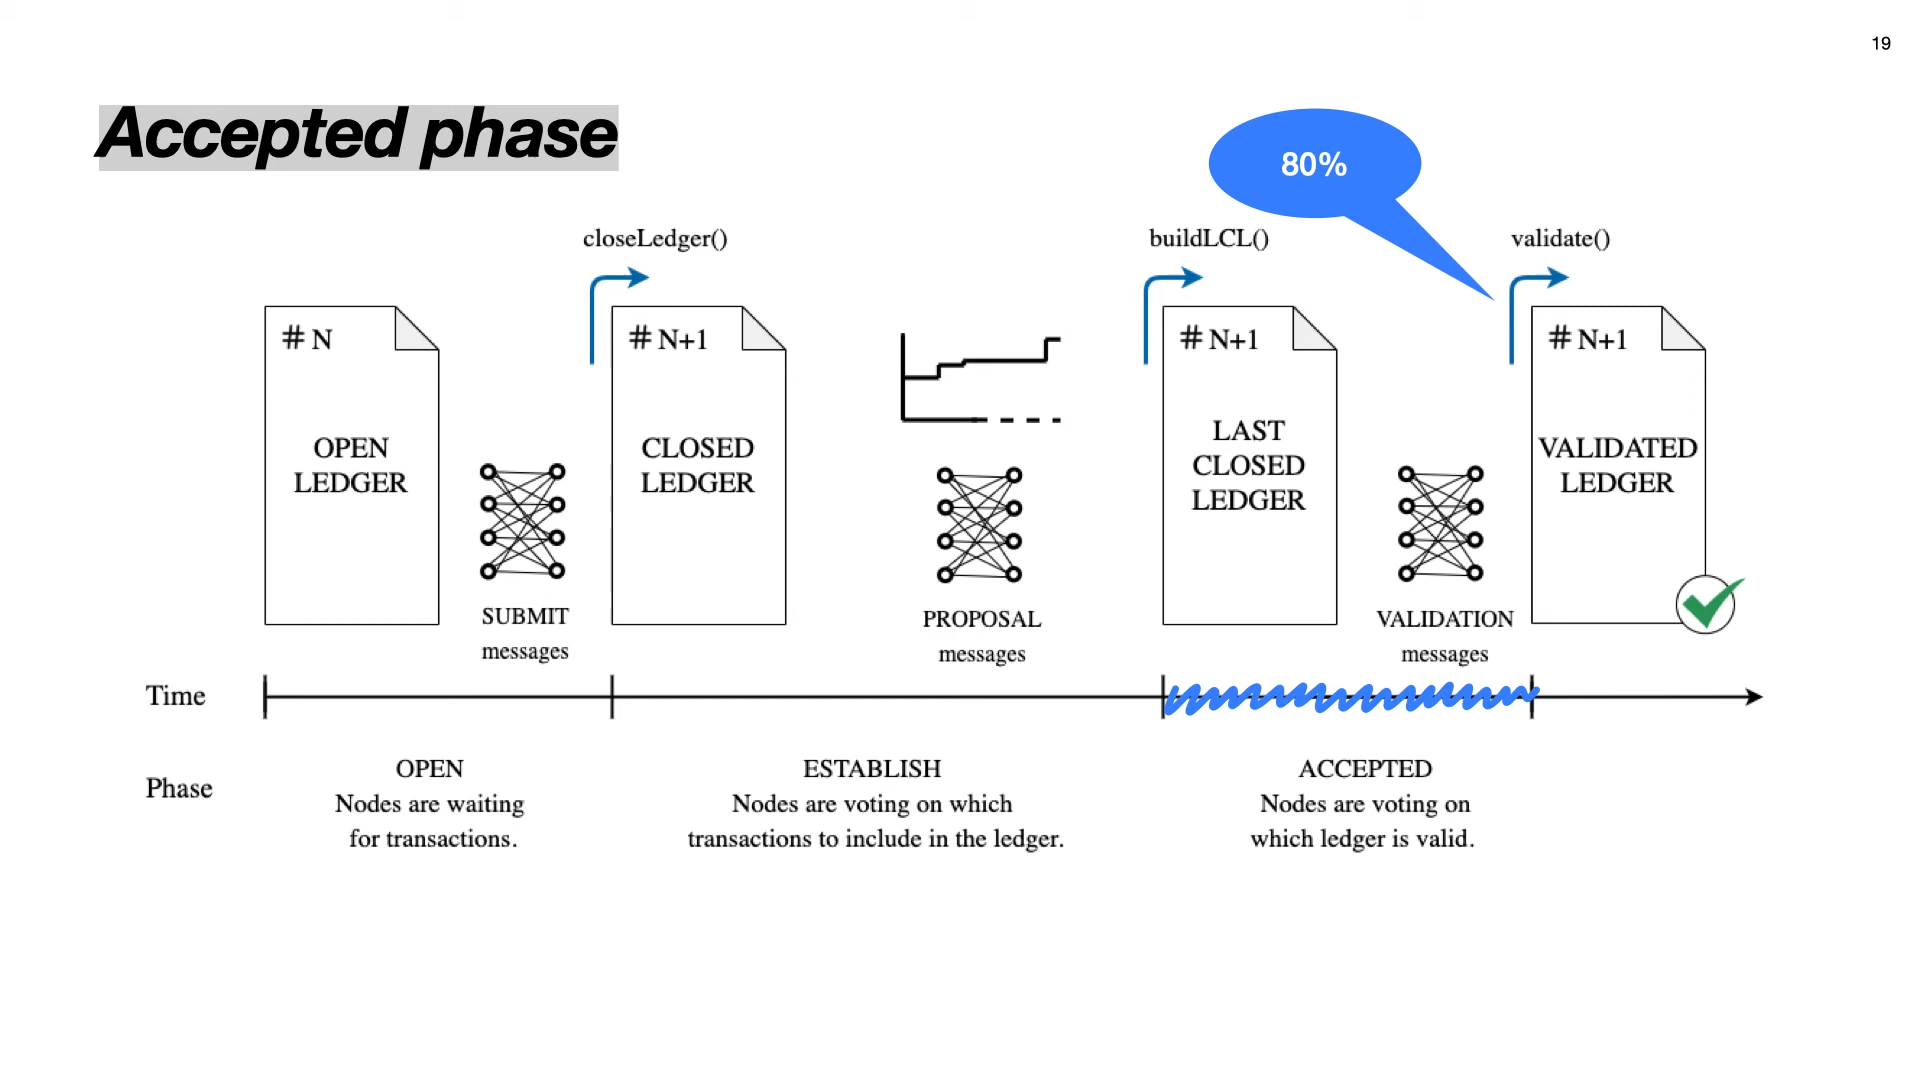 19
Accepted phase
80%
closeLedger()
buildLCL()
validate()
# N
# N+1
# N+1
# N+1
OPEN
LEDGER
CLOSED
LEDGER
LAST
CLOSED
LEDGER
VALIDATED
LEDGER
SUBMIT
messages
PROPOSAL
messages
VALIDATION
messages
Time
Phase
OPEN
Nodes are waiting
for transactions.
ESTABLISH
Nodes are voting on which
transactions to include in the ledger.
ACCEPTED
Nodes are voting on
which ledger is valid.